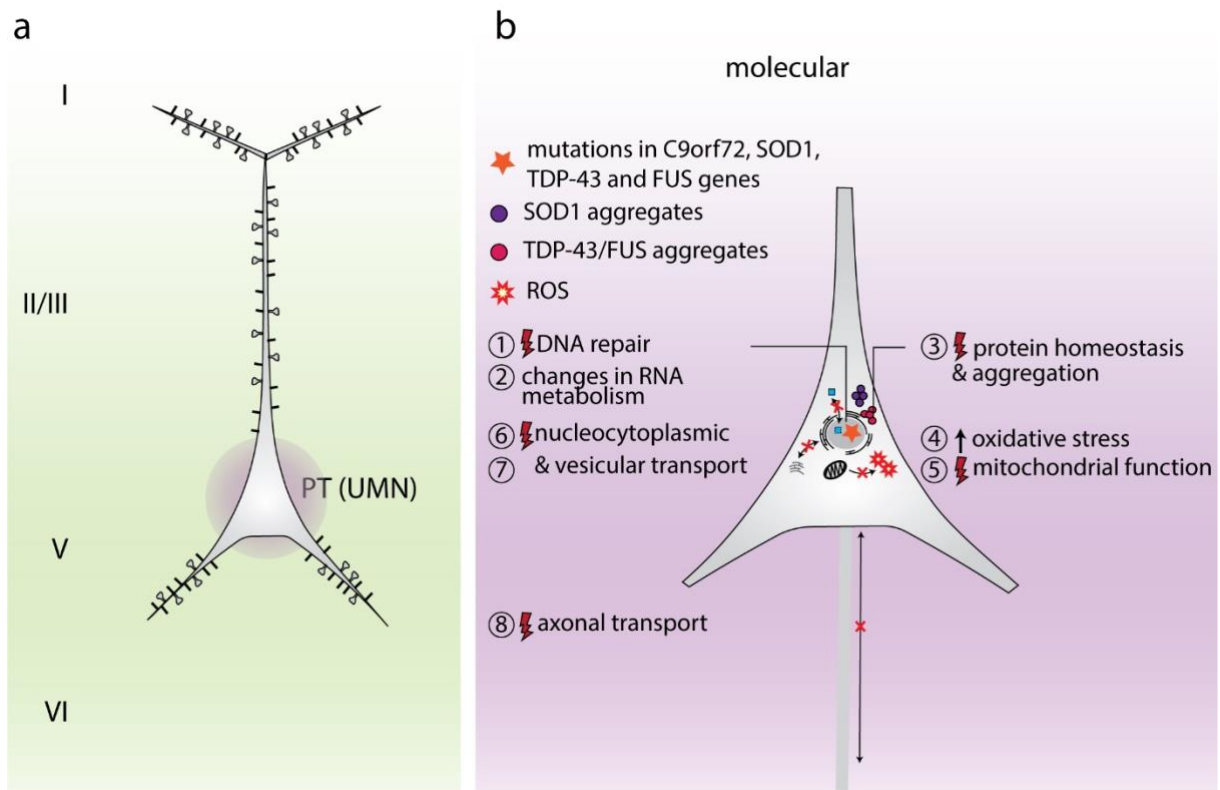 a
I
II/III
PT (UMN)
V
VI
b
molecular
mutations in C9orf72, SOD1,
TDP-43 and FUS genes
SOD1 aggregates
TDP-43/FUS aggregates
ROS
① DNA repair
② changes in RNA
metabolism
⑥ nucleocytoplasmic
⑦ & vesicular transport
③ protein homeostasis
& aggregation
④ oxidative stress
⑤ mitochondrial function
⑧ axonal transport